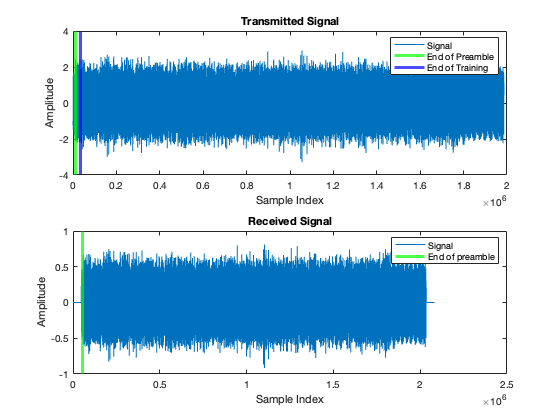 Transmitted Signal
4
2
0
-2
-4
Amplitude
Signal
End of Preamble
End of Training
0 0.2 0.4 0.6 0.8 1 1.2 1.4 1.6 1.8 2
Sample Index
×10^6
Received Signal
1
0.5
0
-0.5
-1
Amplitude
Signal
End of preamble
0 0.5 1 1.5 2 2.5
Sample Index
×10^6